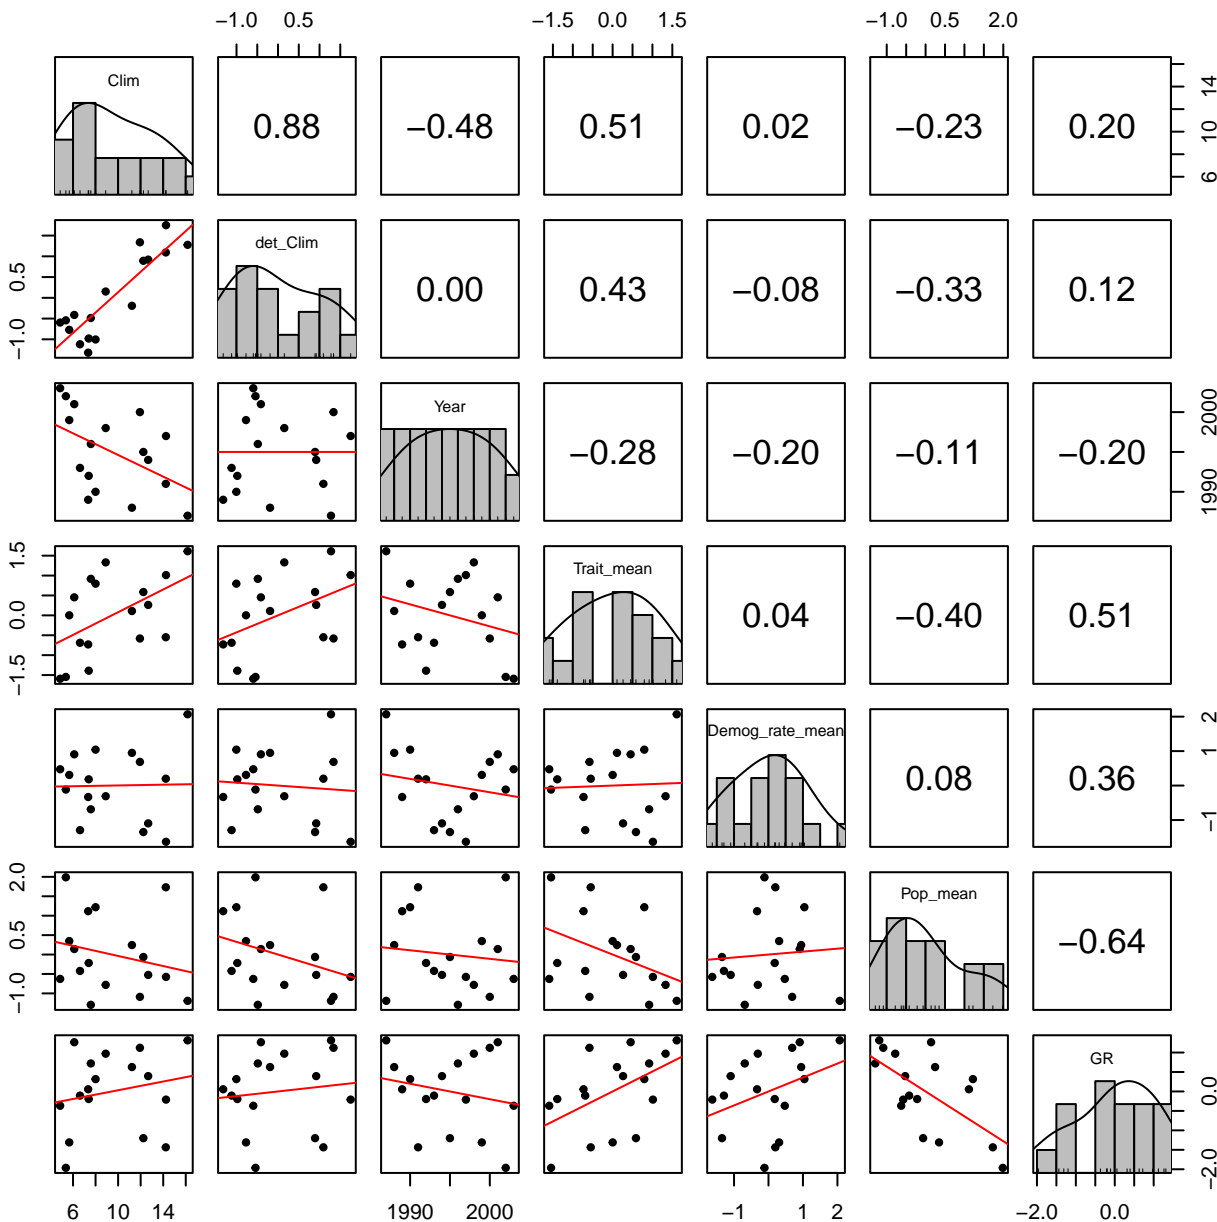 −1.0 0.5 −1.5 0.0 1.5 −1.0 0.5 2.0
Clim 0.88 −0.48 0.51 0.02 −0.23 0.20 6 10 14
−1.0 0.5 det_Clim 0.00 0.43 −0.08 −0.33 0.12
Year −0.28 −0.20 −0.11 −0.20 1990 2000
−1.5 0.0 1.5 Trait_mean 0.04 −0.40 0.51
Demog_rate_mean 0.08 0.36 −1 1 2
−1.0 0.5 2.0 Pop_mean −0.64
GR −2.0 0.0
6 10 14 1990 2000 −1 1 2 −2.0 0.0